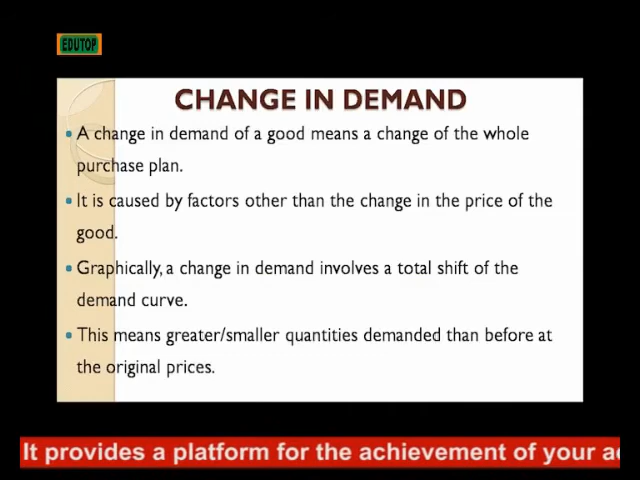 EDUTOP
CHANGE IN DEMAND
• A change in demand of a good means a change of the whole
purchase plan.
• It is caused by factors other than the change in the price of the
good.
• Graphically, a change in demand involves a total shift of the
demand curve.
• This means greater/smaller quantities demanded than before at
the original prices.
It provides a platform for the achievement of your